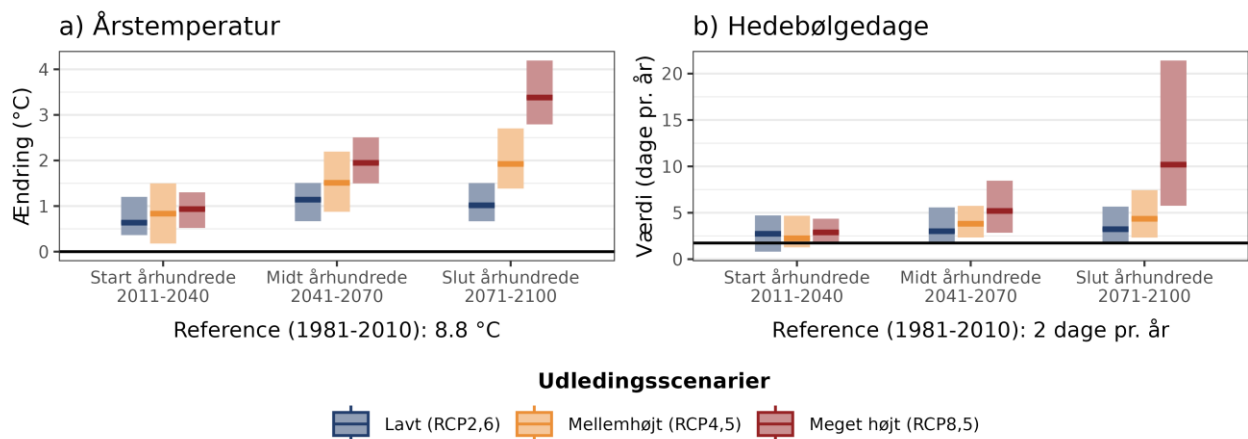 a) Årstemperatur
Ændring (°C)
4
3
2
1
0
Start århundrede
2011-2040
Midt århundrede
2041-2070
Slut århundrede
2071-2100
Reference (1981-2010): 8.8 °C
b) Hedebølgedage
Værdi (dage pr. år)
20
15
10
5
0
Start århundrede
2011-2040
Midt århundrede
2041-2070
Slut århundrede
2071-2100
Reference (1981-2010): 2 dage pr. år
Udledingsscenarier
Lavt (RCP2,6)
Mellemhøjt (RCP4,5)
Meget højt (RCP8,5)